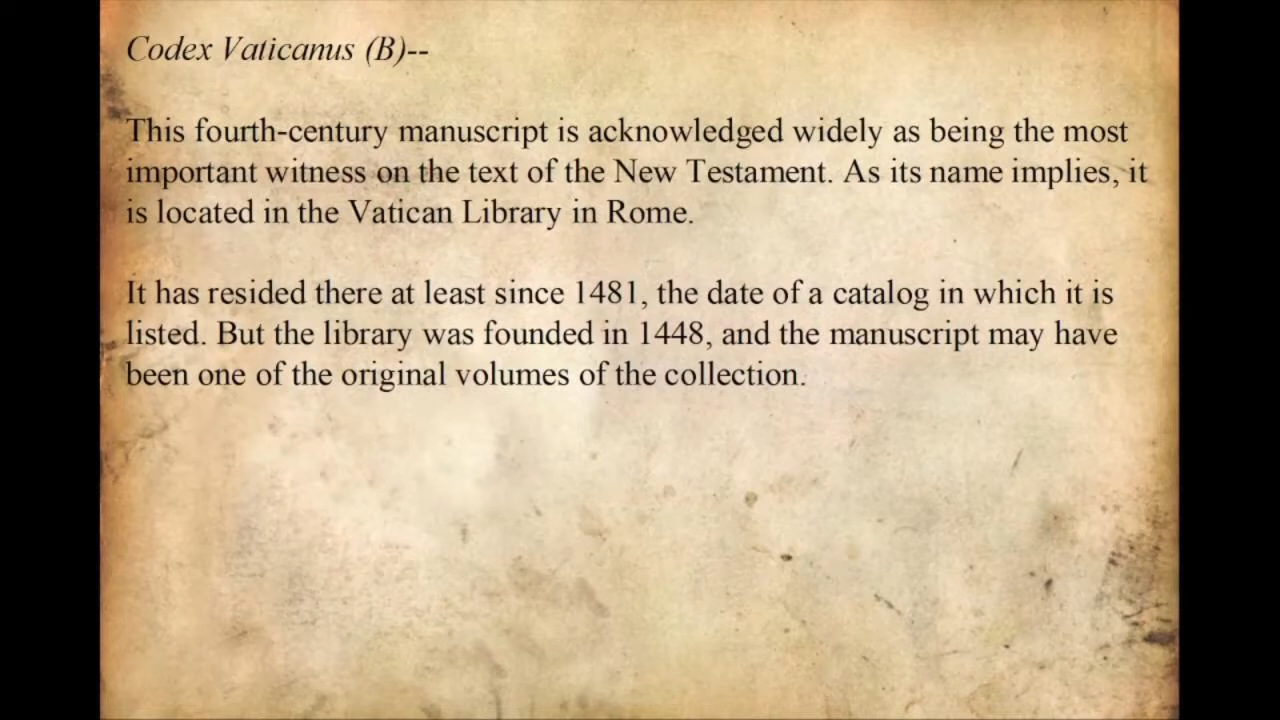 Codex Vaticanus (B)--
This fourth-century manuscript is acknowledged widely as being the most
important witness on the text of the New Testament. As its name implies, it
is located in the Vatican Library in Rome.
It has resided there at least since 1481, the date of a catalog in which it is
listed. But the library was founded in 1448, and the manuscript may have
been one of the original volumes of the collection.